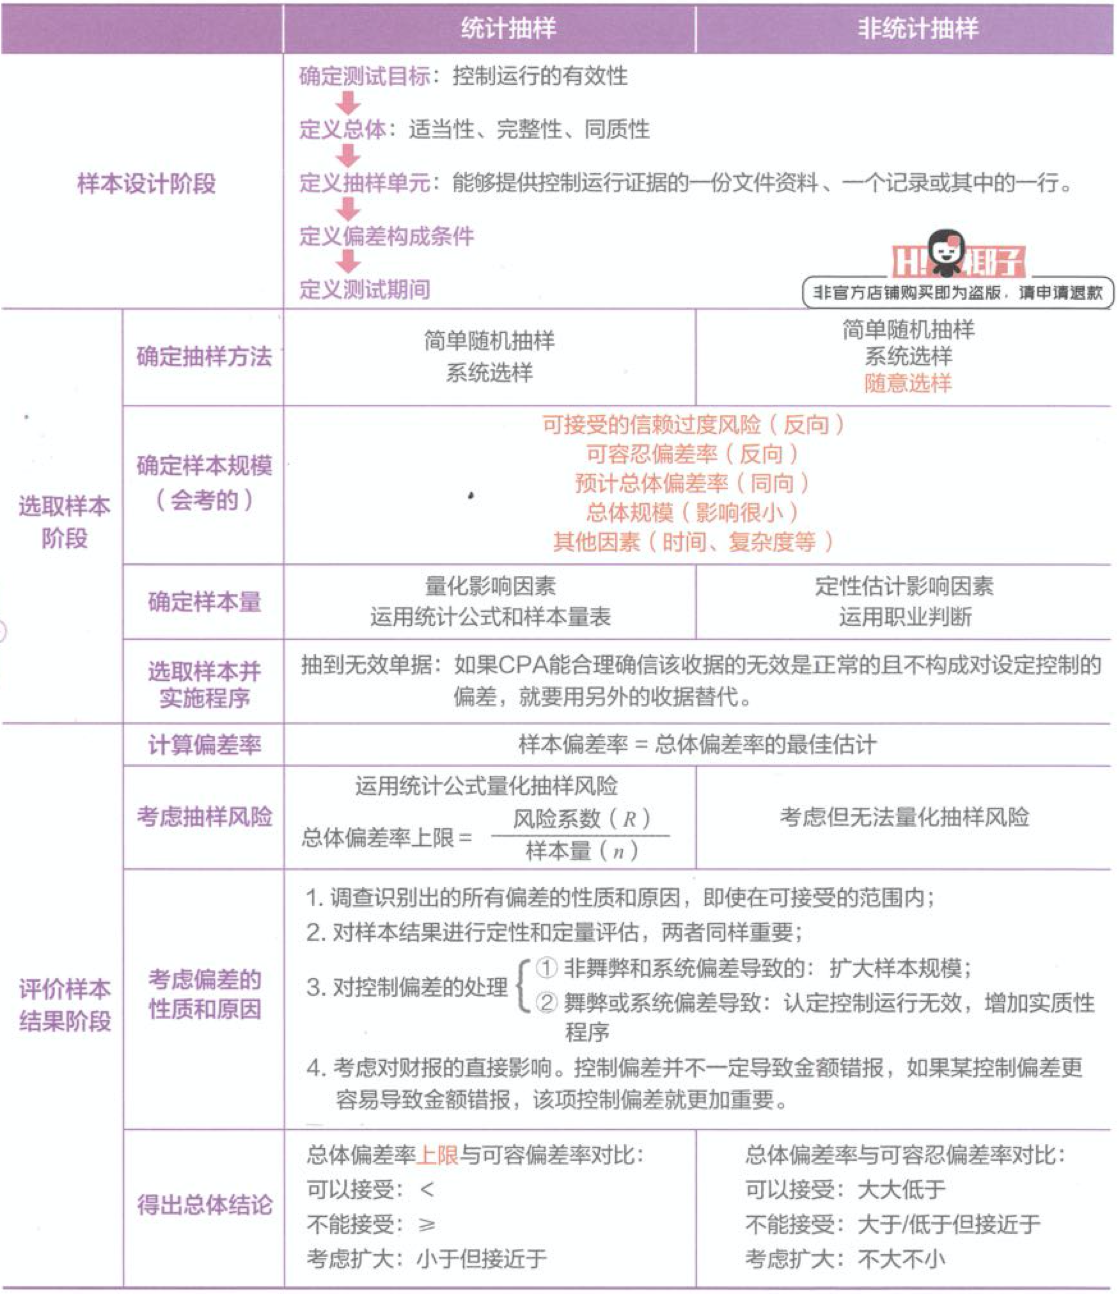 统计抽样
非统计抽样
样本设计阶段
确定测试目标：控制运行的有效性
定义总体：适当性、完整性、同质性
定义抽样单元：能够提供控制运行证据的一份文件资料、一个记录或其中的一行。
定义偏差构成条件
定义测试期间
H!椰子
非官方店铺购买即为盗版，请申请退款
选取样本
阶段
确定抽样方法
简单随机抽样
系统选样
简单随机抽样
系统选样
随意选样
确定样本规模
（会考的）
可接受的信赖过度风险（反向）
可容忍偏差率（反向）
预计总体偏差率（同向）
总体规模（影响很小）
其他因素（时间、复杂度等）
确定样本量
量化影响因素
运用统计公式和样本量表
定性估计影响因素
运用职业判断
选取样本并
实施程序
抽到无效单据：如果CPA能合理确信该收据的无效是正常的且不构成对设定控制的
偏差，就要用另外的收据替代。
评价样本
结果阶段
计算偏差率
样本偏差率 = 总体偏差率的最佳估计
考虑抽样风险
运用统计公式量化抽样风险
总体偏差率上限 = 风险系数（R）
样本量（n）
考虑但无法量化抽样风险
考虑偏差的
性质和原因
1. 调查识别出的所有偏差的性质和原因，即使在可接受的范围内；
2. 对样本结果进行定性和定量评估，两者同样重要；
3. 对控制偏差的处理
① 非舞弊和系统偏差导致的：扩大样本规模；
② 舞弊或系统偏差导致：认定控制运行无效，增加实质性
程序
4. 考虑对财报的直接影响。控制偏差并不一定导致金额错报，如果某控制偏差更
容易导致金额错报，该项控制偏差就更加重要。
得出总体结论
总体偏差率上限与可容偏差率对比：
可以接受：<
不能接受：≥
考虑扩大：小于但接近于
总体偏差率与可容忍偏差率对比：
可以接受：大大低于
不能接受：大于/低于但接近于
考虑扩大：不大不小